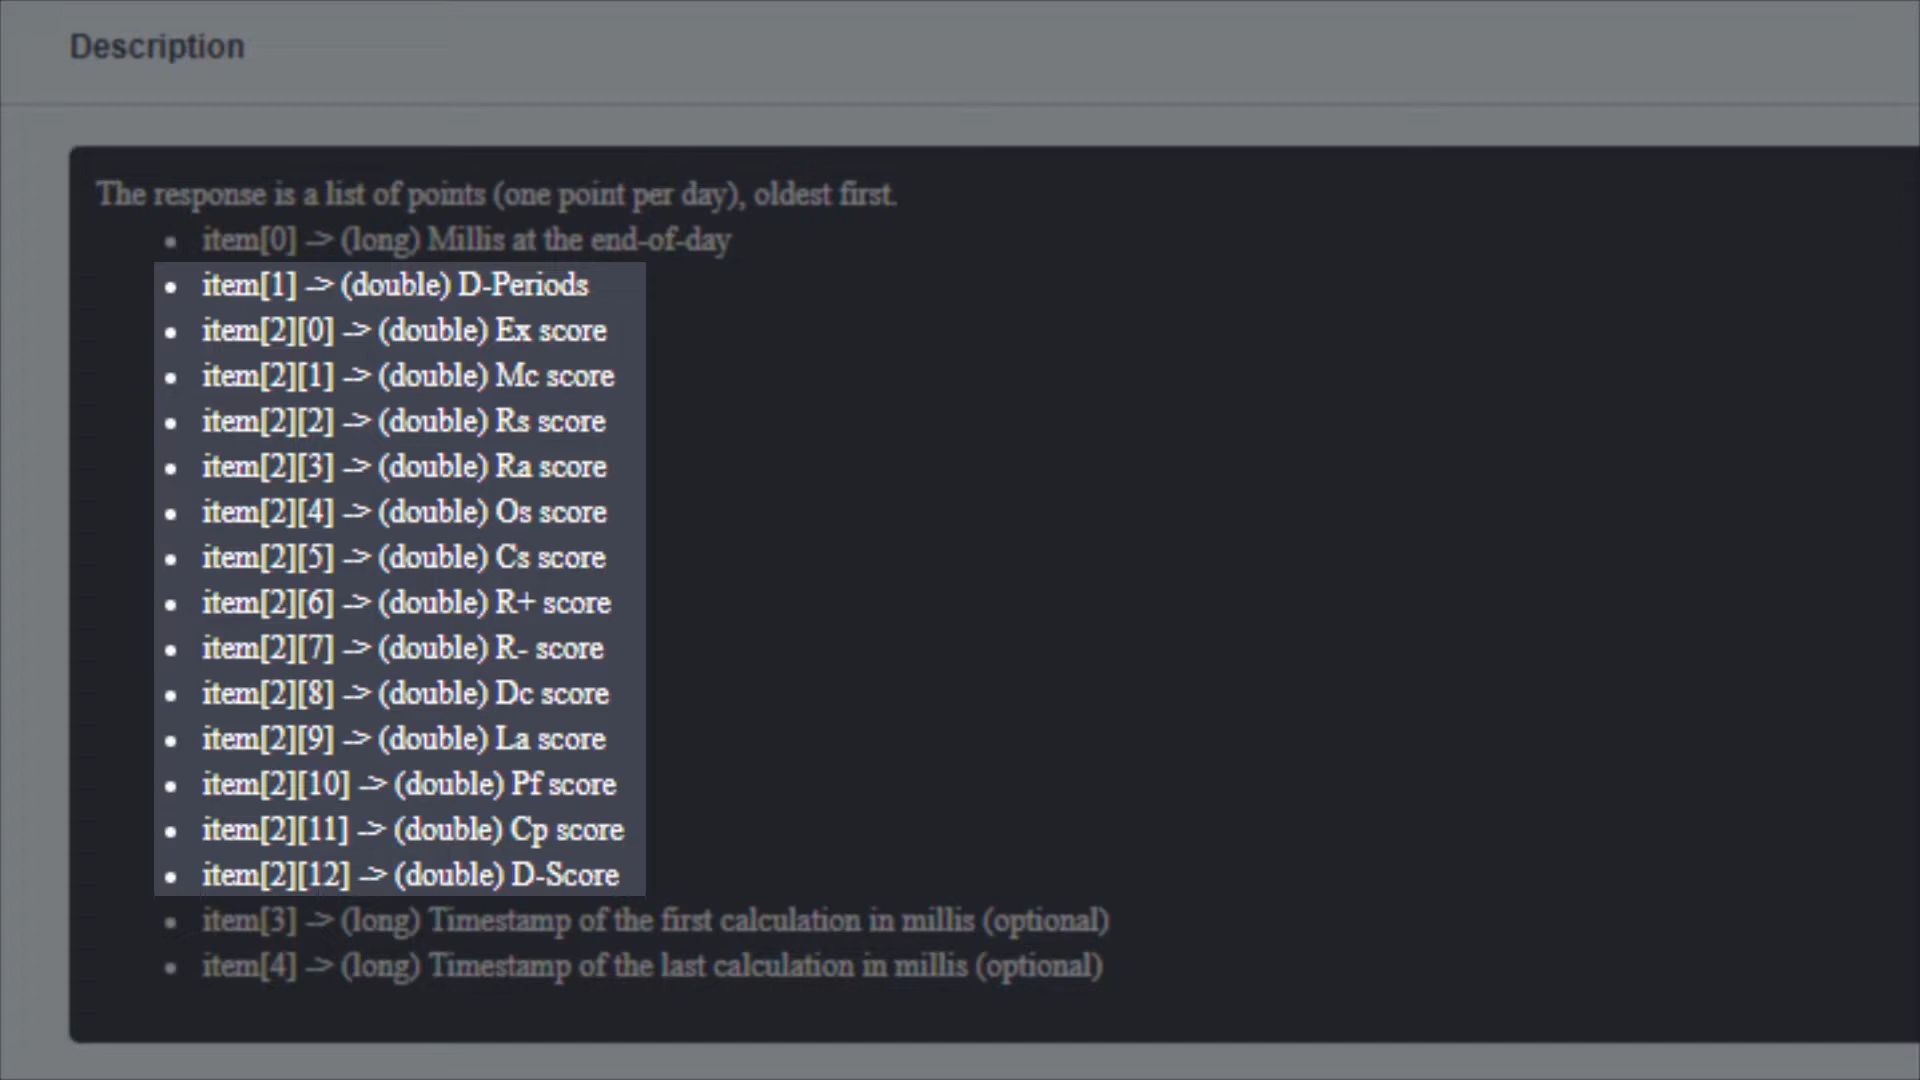 Description
The response is a list of points (one point per day), oldest first.
• item[0] -> (long) Millis at the end-of-day
• item[1] -> (double) D-Periods
• item[2][0] -> (double) Ex score
• item[2][1] -> (double) Mc score
• item[2][2] -> (double) Rs score
• item[2][3] -> (double) Ra score
• item[2][4] -> (double) Os score
• item[2][5] -> (double) Cs score
• item[2][6] -> (double) R+ score
• item[2][7] -> (double) R- score
• item[2][8] -> (double) Dc score
• item[2][9] -> (double) La score
• item[2][10] -> (double) Pf score
• item[2][11] -> (double) Cp score
• item[2][12] -> (double) D-Score
• item[3] -> (long) Timestamp of the first calculation in millis (optional)
• item[4] -> (long) Timestamp of the last calculation in millis (optional)